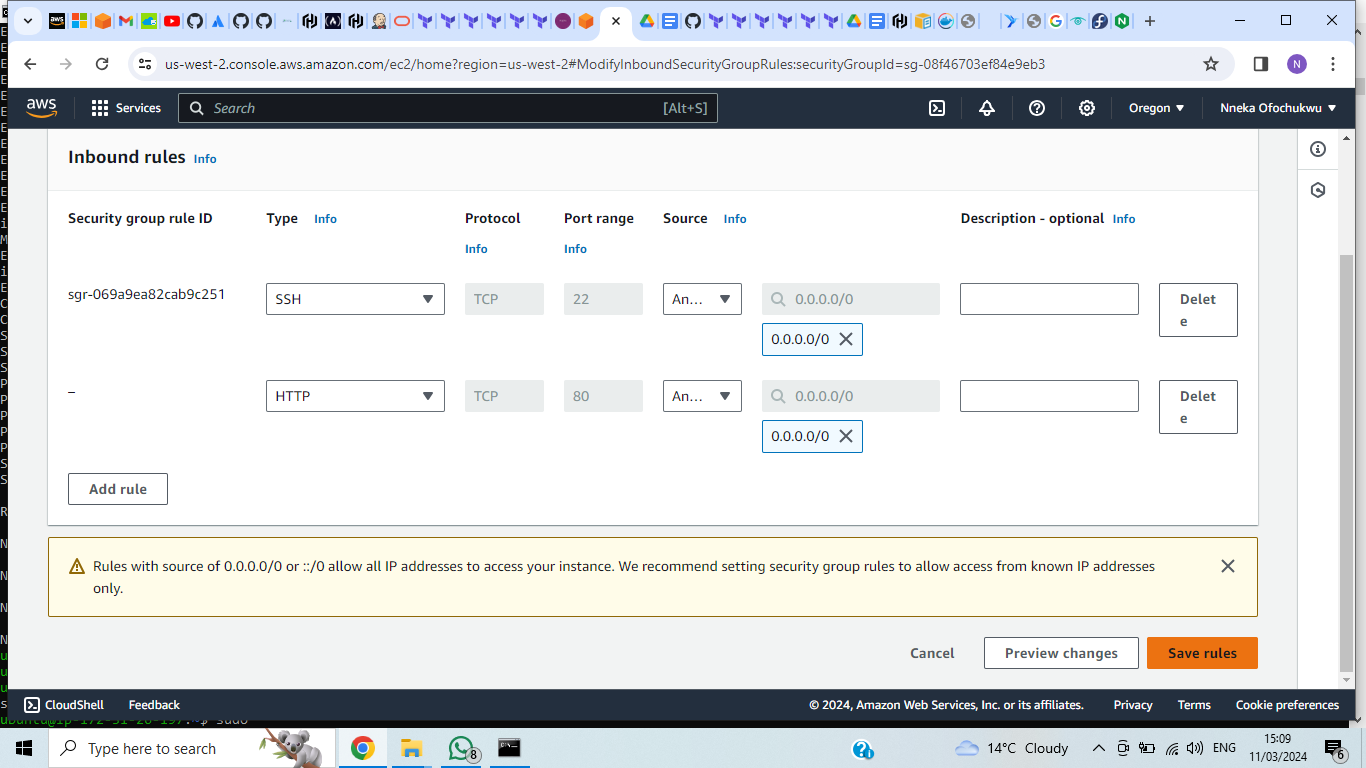 us-west-2.console.aws.amazon.com/ec2/home?region=us-west-2#ModifyInboundSecurityGroupRules:securityGroupId=sg-08f46703ef84e9eb3
N
aws
Services
Search
[Alt+S]
Oregon
Nneka Ofochukwu
Inbound rules Info
Security group rule ID
Type Info
Protocol
Info
Port range
Info
Source Info
Description - optional Info
sgr-069a9ea82cab9c251
SSH
TCP
22
An...
0.0.0.0/0
0.0.0.0/0
Delet
e
–
HTTP
TCP
80
An...
0.0.0.0/0
0.0.0.0/0
Delet
e
Add rule
Rules with source of 0.0.0.0/0 or ::/0 allow all IP addresses to access your instance. We recommend setting security group rules to allow access from known IP addresses
only.
Cancel
Preview changes
Save rules
CloudShell
Feedback
© 2024, Amazon Web Services, Inc. or its affiliates.
Privacy
Terms
Cookie preferences
Type here to search
8
14°C Cloudy
ENG
15:09
11/03/2024
6